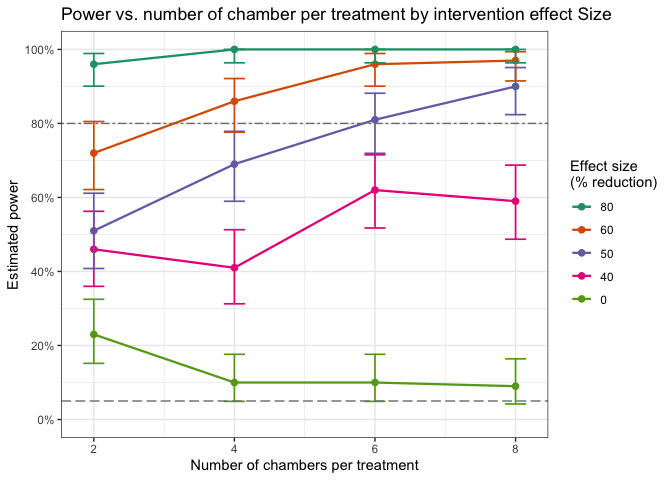 Power vs. number of chamber per treatment by intervention effect Size
100%
80%
60%
40%
20%
0%
Estimated power
2 4 6 8
Number of chambers per treatment
Effect size
(% reduction)
80
60
50
40
0